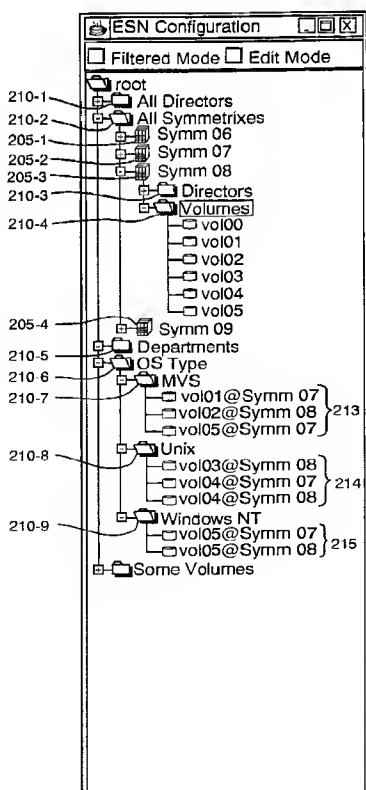 ESN Configuration
Filtered Mode Edit Mode
root
210-1 All Directors
210-2 All Symmetrixes
205-1 Symm 06
205-2 Symm 07
205-3 Symm 08
210-3 Directors
210-4 Volumes
vol00
vol01
vol02
vol03
vol04
vol05
205-4 Symm 09
210-5 Departments
210-6 OS Type
210-7 MVS
vol01@Symm 07
vol02@Symm 08 213
vol05@Symm 07
210-8 Unix
vol03@Symm 08
vol04@Symm 07 214
vol04@Symm 08
210-9 Windows NT
vol05@Symm 07
vol05@Symm 08 215
Some Volumes